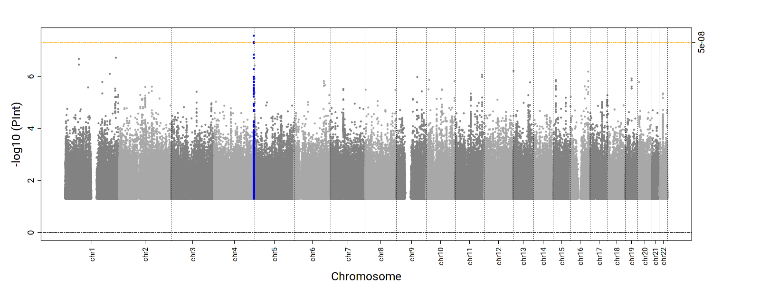 -log10 (PInt)
6
4
2
0
5e-08
chr1
chr2
chr3
chr4
chr5
chr6
chr7
chr8
chr9
chr10
chr11
chr12
chr13
chr14
chr15
chr16
chr17
chr18
chr19
chr20
chr21
chr22
Chromosome